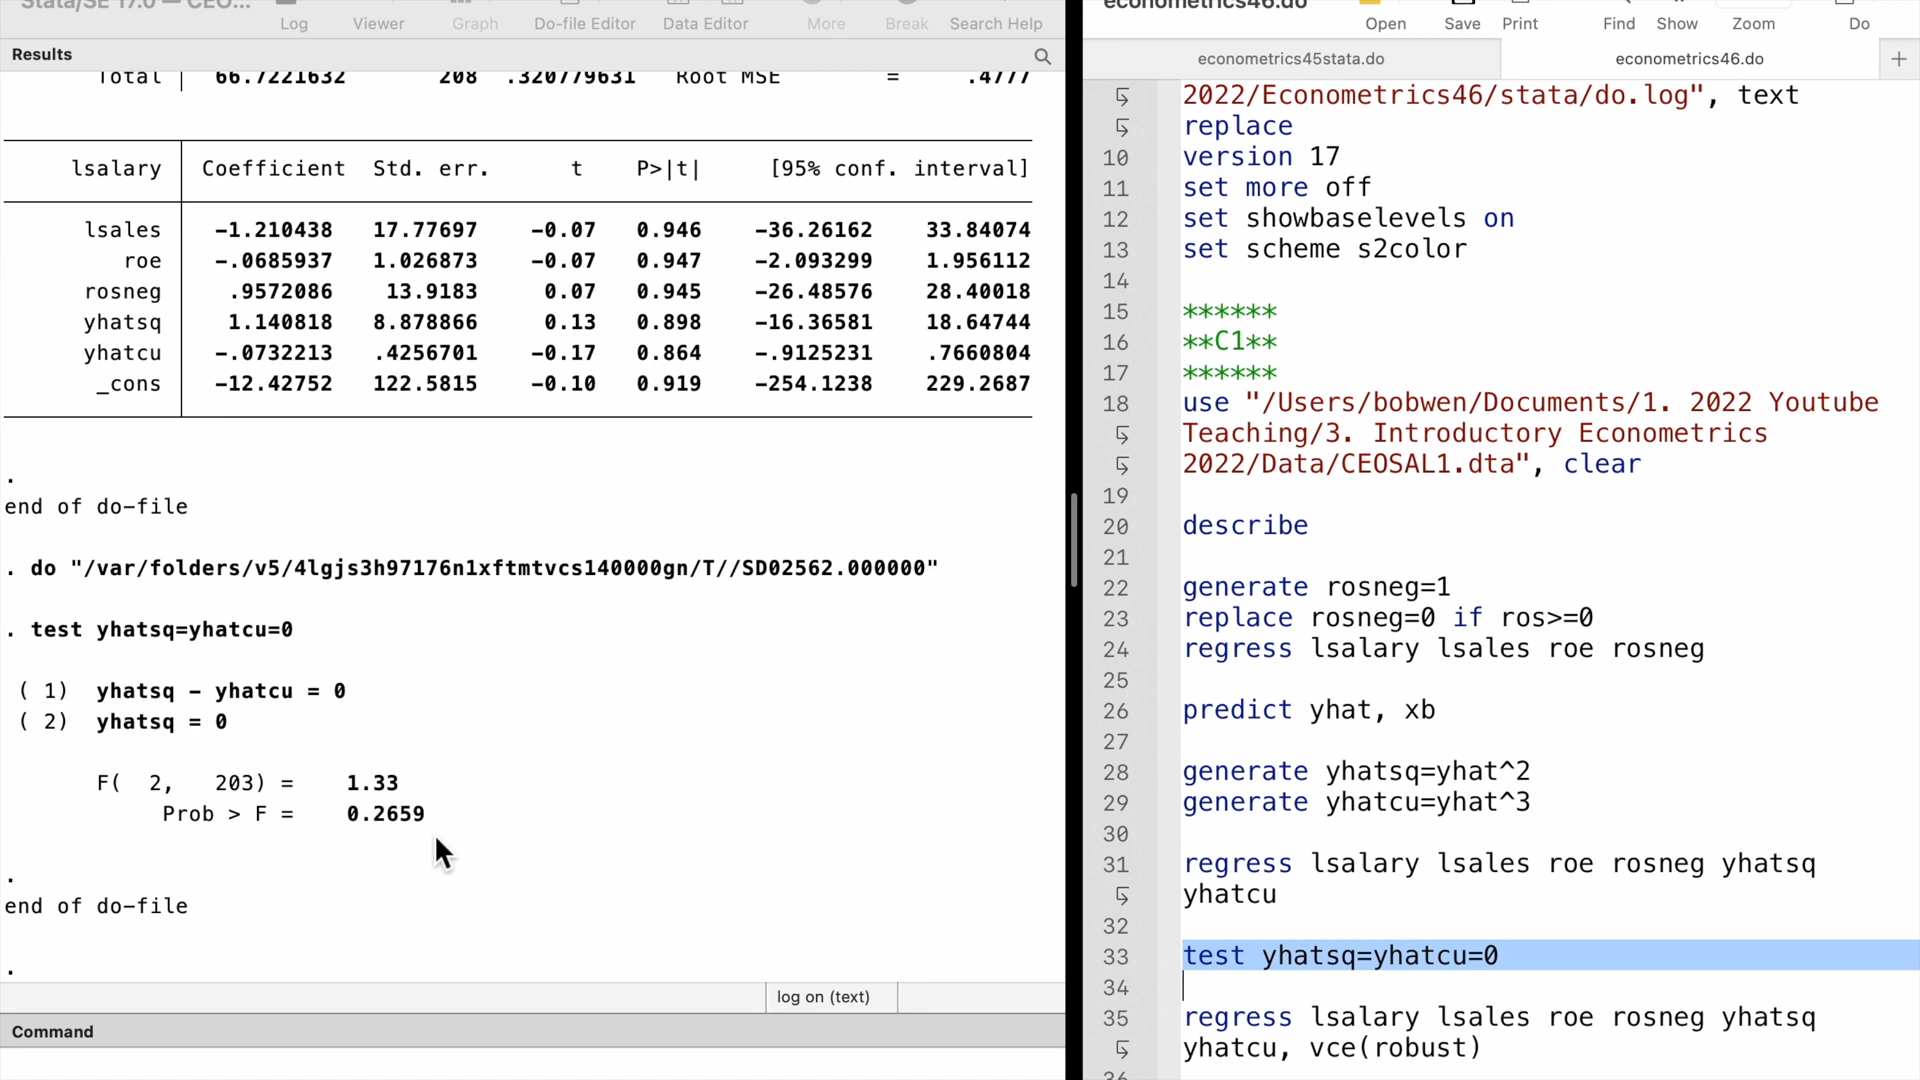 Stata/SE 17.0 — CEO...
Log Viewer Graph Do-file Editor Data Editor More Break Search Help
Results
Total 66.7221632 208 .320779631 Root MSE = .4777
lsalary Coefficient Std. err. t P>|t| [95% conf. interval]
lsales -1.210438 17.77697 -0.07 0.946 -36.26162 33.84074
roe -.0685937 1.026873 -0.07 0.947 -2.093299 1.956112
rosneg .9572086 13.9183 0.07 0.945 -26.48576 28.40018
yhatsq 1.140818 8.878866 0.13 0.898 -16.36581 18.64744
yhatcu -.0732213 .4256701 -0.17 0.864 -.9125231 .7660804
_cons -12.42752 122.5815 -0.10 0.919 -254.1238 229.2687
.
end of do-file
. do "/var/folders/v5/4lgjs3h97176n1xftmtvcs140000gn/T//SD02562.000000"
. test yhatsq=yhatcu=0
( 1) yhatsq - yhatcu = 0
( 2) yhatsq = 0
F( 2, 203) = 1.33
Prob > F = 0.2659
.
end of do-file
.
log on (text)
Command
econometrics46.do
Open Save Print Find Show Zoom Do
econometrics45stata.do econometrics46.do +
2022/Econometrics46/stata/do.log", text
replace
10 version 17
11 set more off
12 set showbaselevels on
13 set scheme s2color
14
15 ******
16 **C1**
17 ******
18 use "/Users/bobwen/Documents/1. 2022 Youtube
Teaching/3. Introductory Econometrics
2022/Data/CEOSAL1.dta", clear
19
20 describe
21
22 generate rosneg=1
23 replace rosneg=0 if ros>=0
24 regress lsalary lsales roe rosneg
25
26 predict yhat, xb
27
28 generate yhatsq=yhat^2
29 generate yhatcu=yhat^3
30
31 regress lsalary lsales roe rosneg yhatsq
yhatcu
32
33 test yhatsq=yhatcu=0
34
35 regress lsalary lsales roe rosneg yhatsq
yhatcu, vce(robust)
36